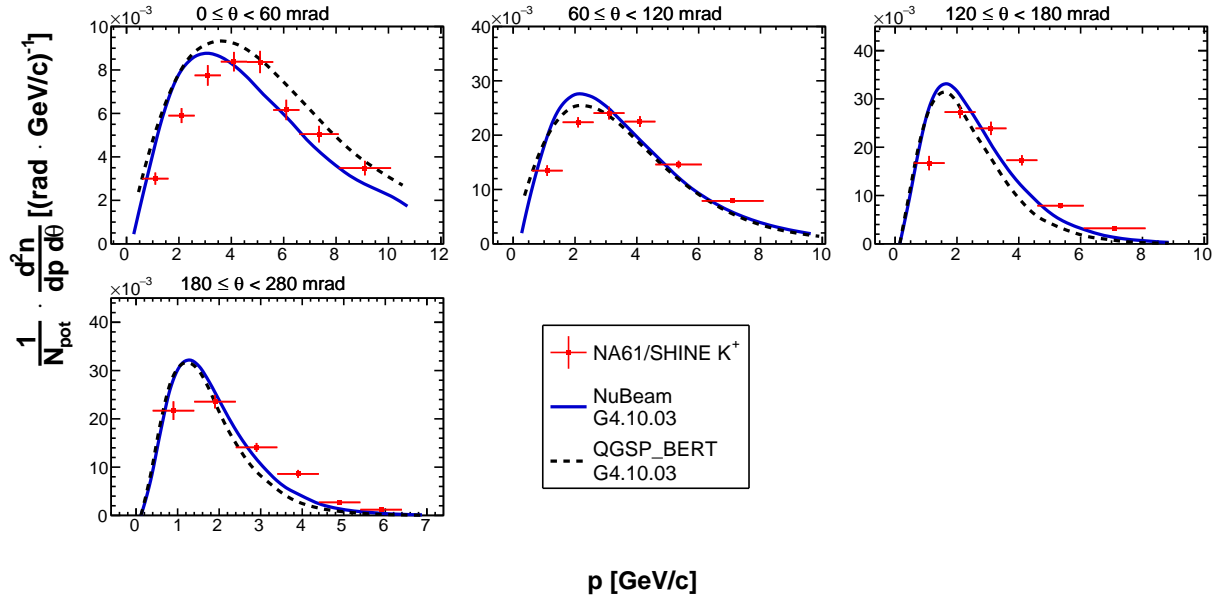 0 ≤ θ < 60 mrad
60 ≤ θ < 120 mrad
120 ≤ θ < 180 mrad
×10⁻³
×10⁻³
×10⁻³
10
8
6
4
2
0
0 2 4 6 8 10 12
40
30
20
10
0
0 2 4 6 8 10
40
30
20
10
0
0 2 4 6 8 10
1/N_pot · d²n/dp dθ [(rad · GeV/c)⁻¹]
180 ≤ θ < 280 mrad
×10⁻³
40
30
20
10
0
0 1 2 3 4 5 6 7
NA61/SHINE K⁺
NuBeam
G4.10.03
QGSP_BERT
G4.10.03
p [GeV/c]